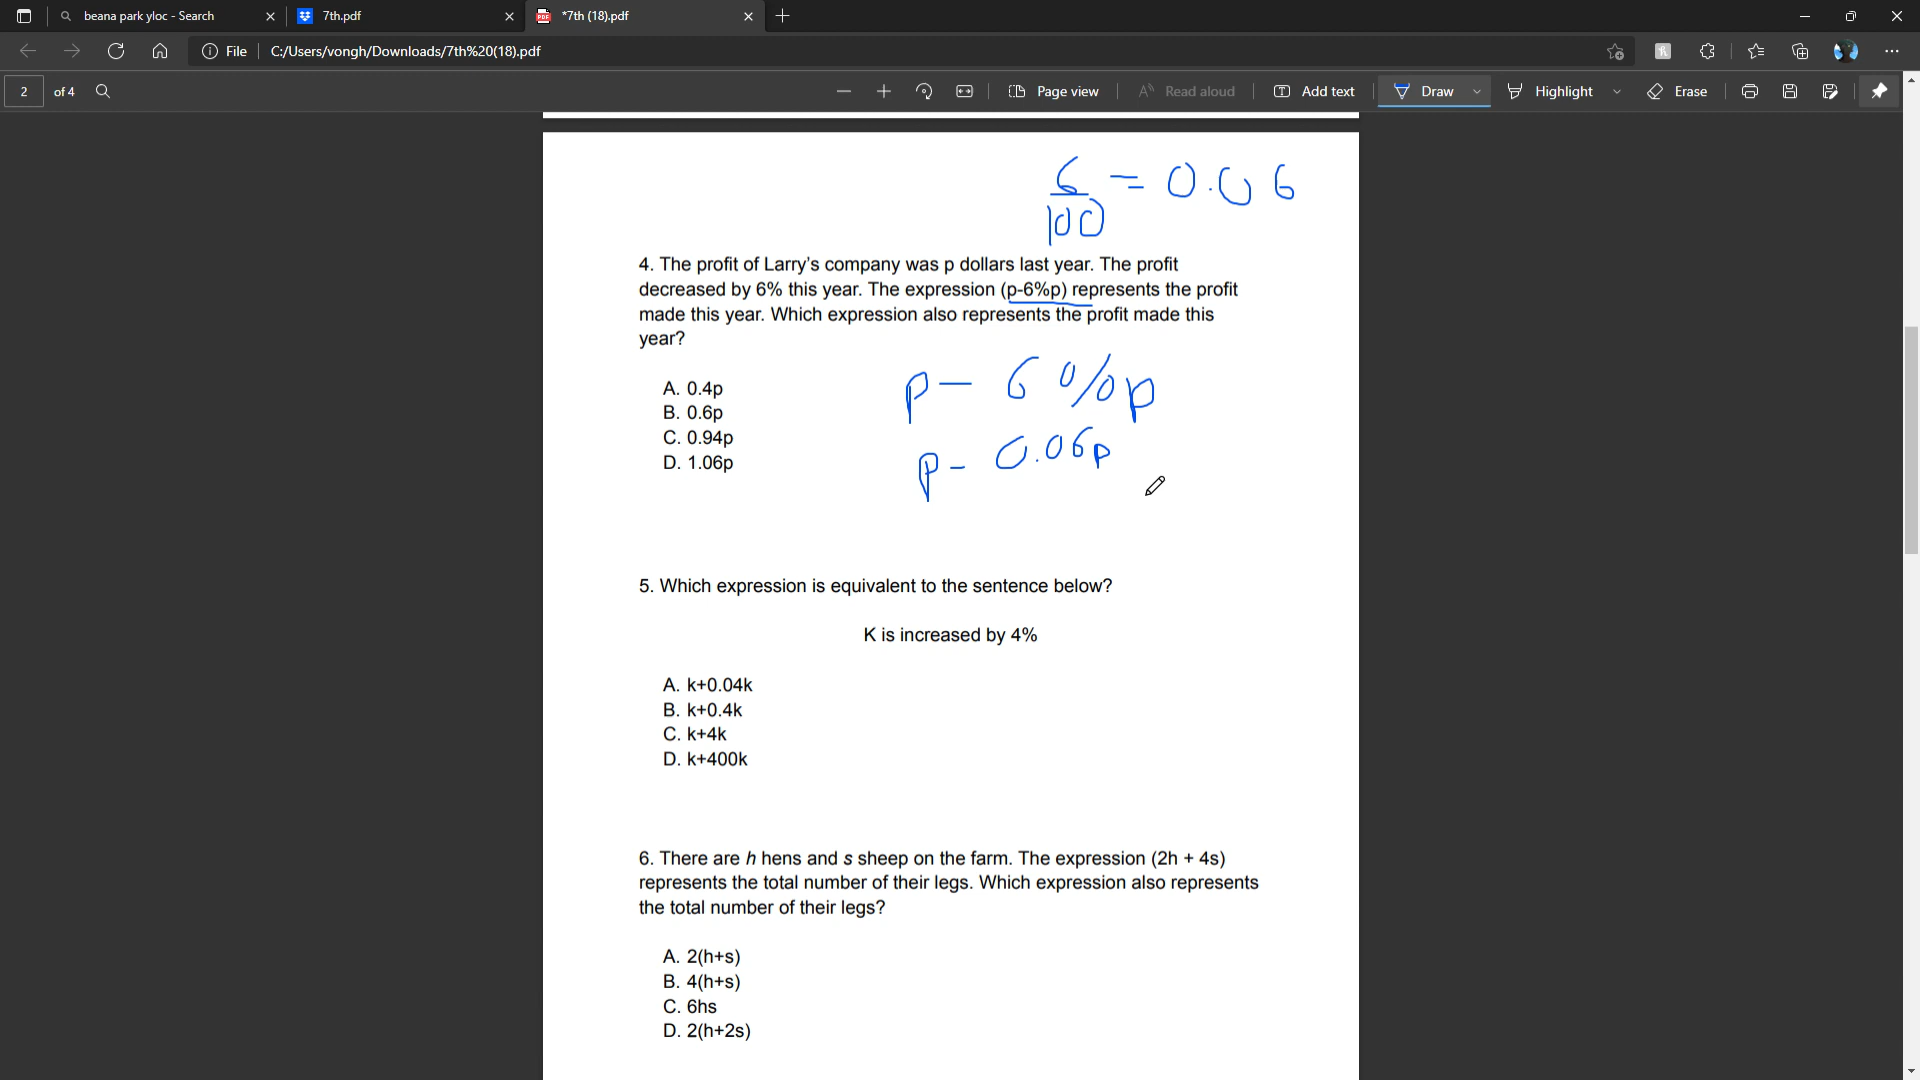 beana park yloc - Search
7th.pdf
*7th (18).pdf
File C:/Users/vongh/Downloads/7th%20(18).pdf
2 of 4 Page view Read aloud Add text Draw Highlight Erase
6/100 = 0.06
4. The profit of Larry's company was p dollars last year. The profit
decreased by 6% this year. The expression (p-6%p) represents the profit
made this year. Which expression also represents the profit made this
year?
A. 0.4p
B. 0.6p
C. 0.94p
D. 1.06p
p - 6%p
p - 0.06p
5. Which expression is equivalent to the sentence below?
K is increased by 4%
A. k+0.04k
B. k+0.4k
C. k+4k
D. k+400k
6. There are h hens and s sheep on the farm. The expression (2h + 4s)
represents the total number of their legs. Which expression also represents
the total number of their legs?
A. 2(h+s)
B. 4(h+s)
C. 6hs
D. 2(h+2s)